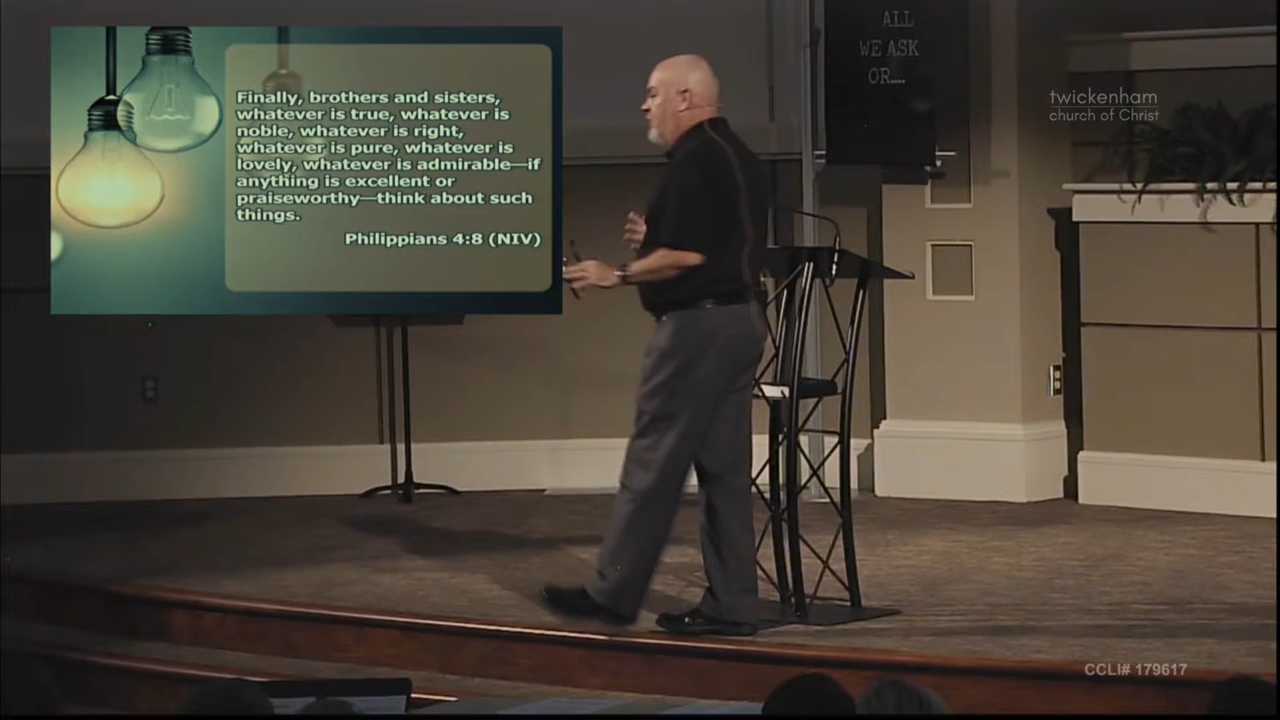 Finally, brothers and sisters,
whatever is true, whatever is
noble, whatever is right,
whatever is pure, whatever is
lovely, whatever is admirable—if
anything is excellent or
praiseworthy—think about such
things.
Philippians 4:8 (NIV)
ALL
WE ASK
OR....
twickenham
church of Christ
CCLI# 179617